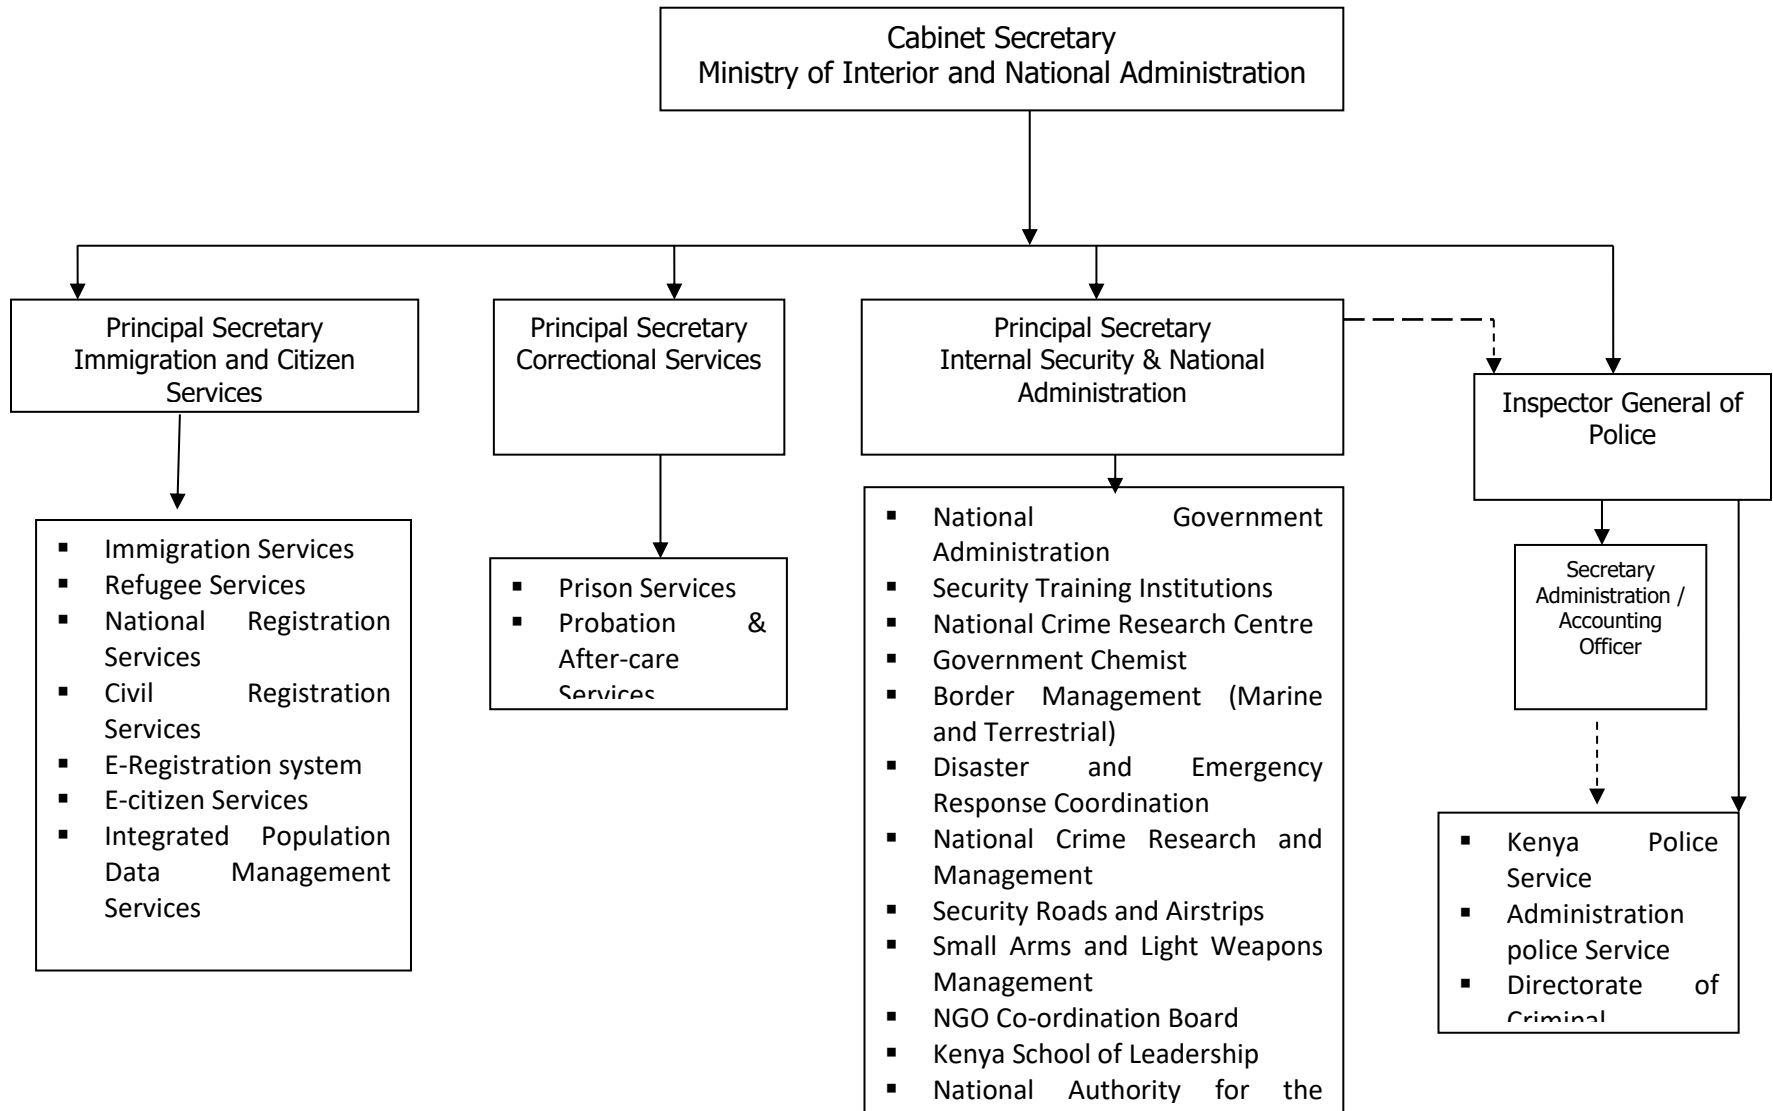 Cabinet Secretary
Ministry of Interior and National Administration
Principal Secretary
Immigration and Citizen
Services
Principal Secretary
Correctional Services
Principal Secretary
Internal Security & National
Administration
Inspector General of
Police
▪ Immigration Services
▪ Refugee Services
▪ National Registration
Services
▪ Civil Registration
Services
▪ E-Registration system
▪ E-citizen Services
▪ Integrated Population
Data Management
Services
▪ Prison Services
▪ Probation &
After-care
Services
▪ National Government
Administration
▪ Security Training Institutions
▪ National Crime Research Centre
▪ Government Chemist
▪ Border Management (Marine
and Terrestrial)
▪ Disaster and Emergency
Response Coordination
▪ National Crime Research and
Management
▪ Security Roads and Airstrips
▪ Small Arms and Light Weapons
Management
▪ NGO Co-ordination Board
▪ Kenya School of Leadership
▪ National Authority for the
Secretary
Administration /
Accounting
Officer
▪ Kenya Police
Service
▪ Administration
police Service
▪ Directorate of
Criminal